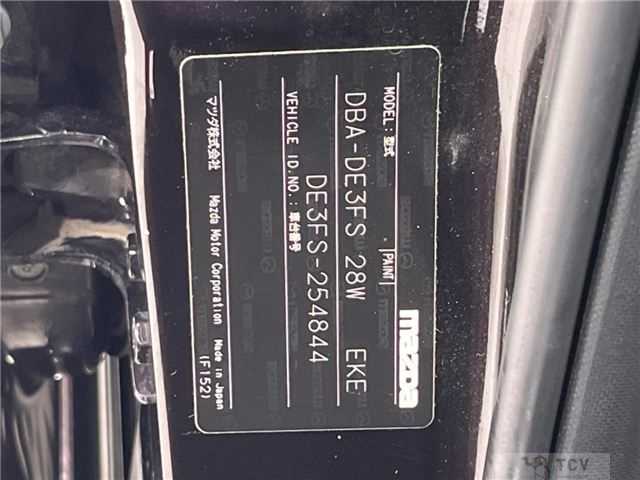 mazda
MODEL:型式 PAINT
DBA-DE3FS 28W EKE
VEHICLE ID.NO.:車台番号
DE3FS-254844
マツダ株式会社 Mazda Motor Corporation Made in Japan
(F152)
TCV